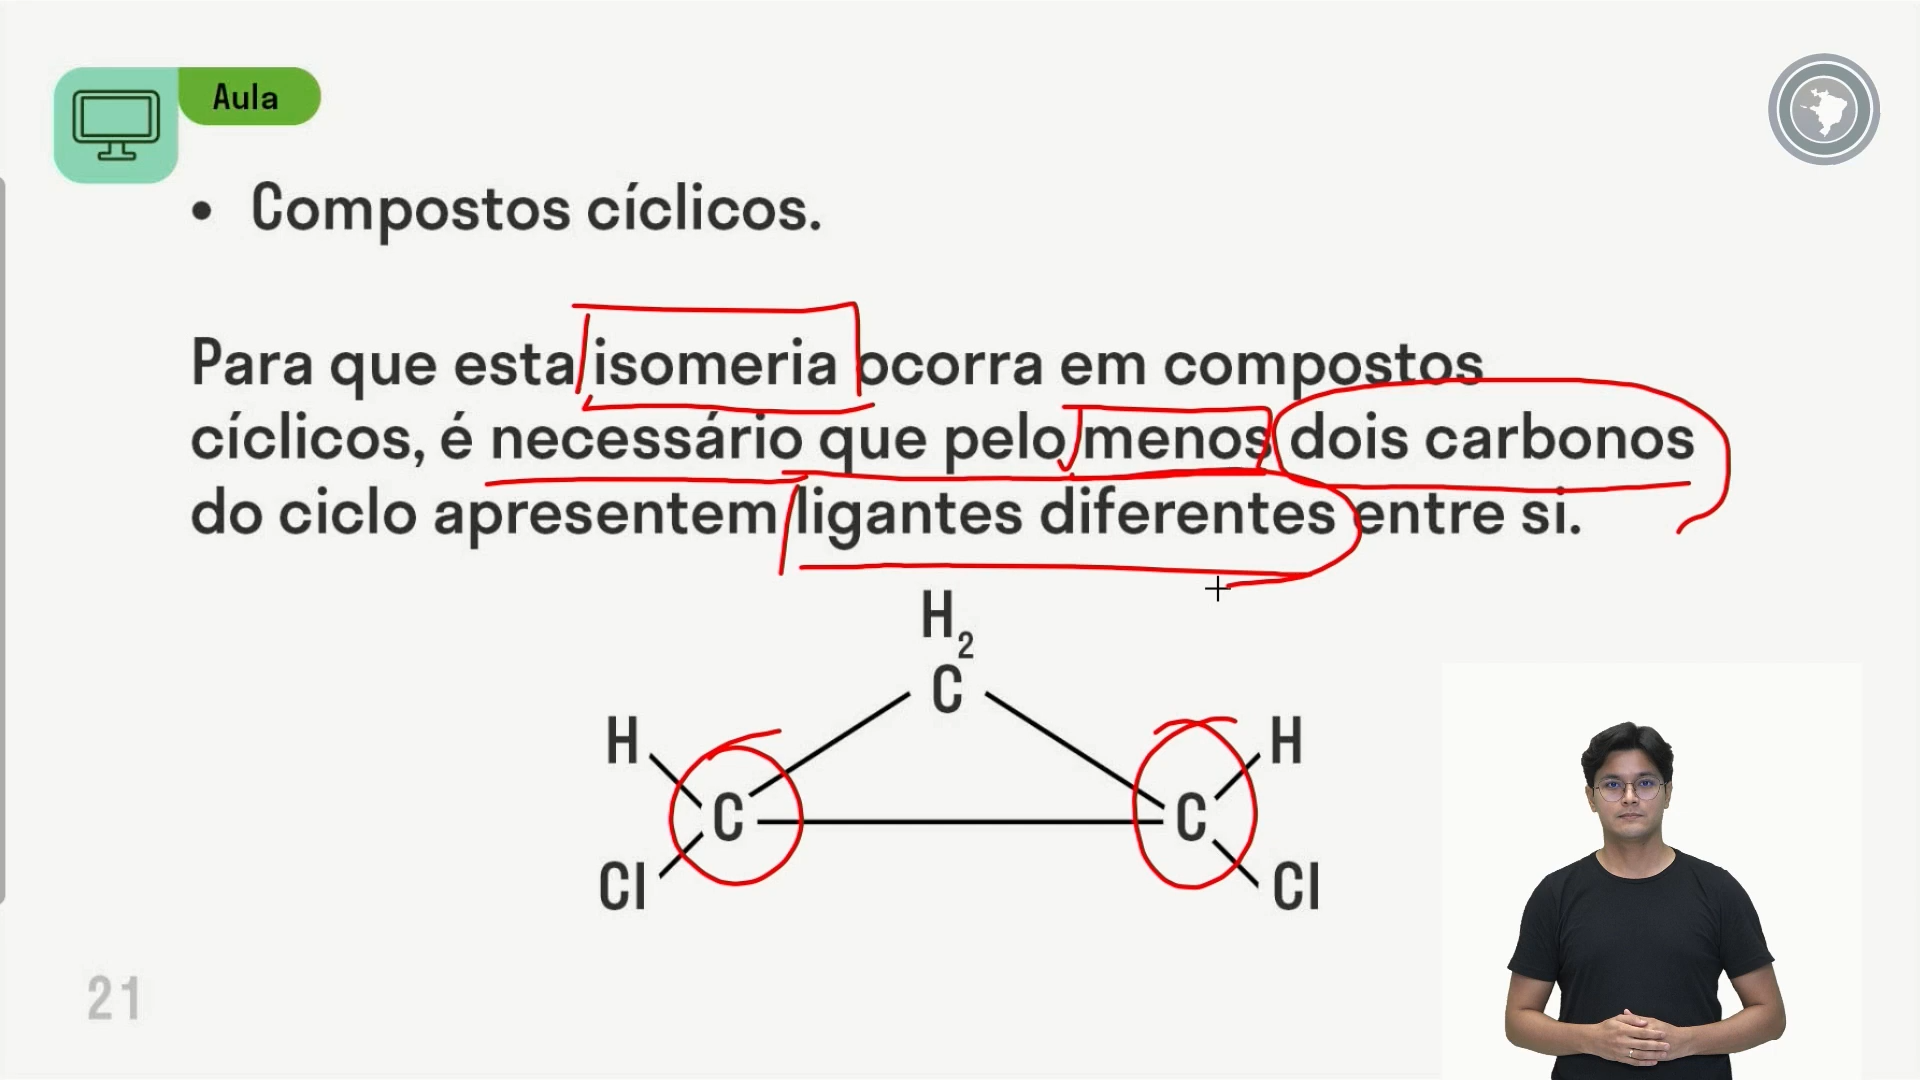 Aula
• Compostos cíclicos.
Para que esta isomeria ocorra em compostos
cíclicos, é necessário que pelo menos dois carbonos
do ciclo apresentem ligantes diferentes entre si.
H2
C
H H
C C
Cl Cl
21